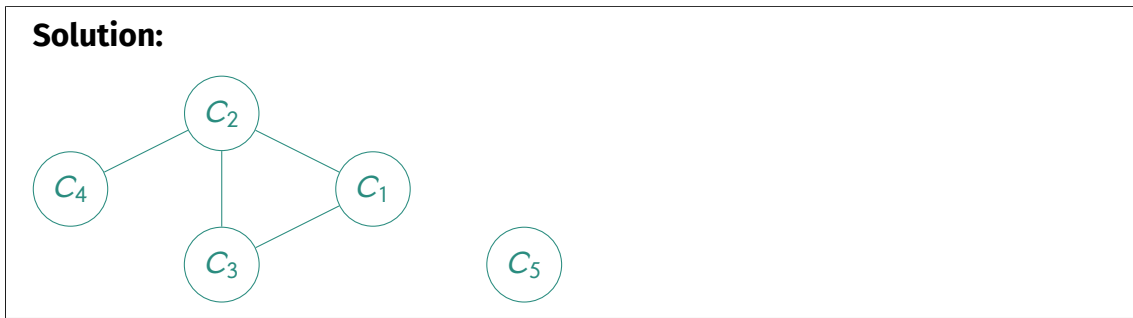 Solution:
C₂
C₄
C₁
C₃
C₅